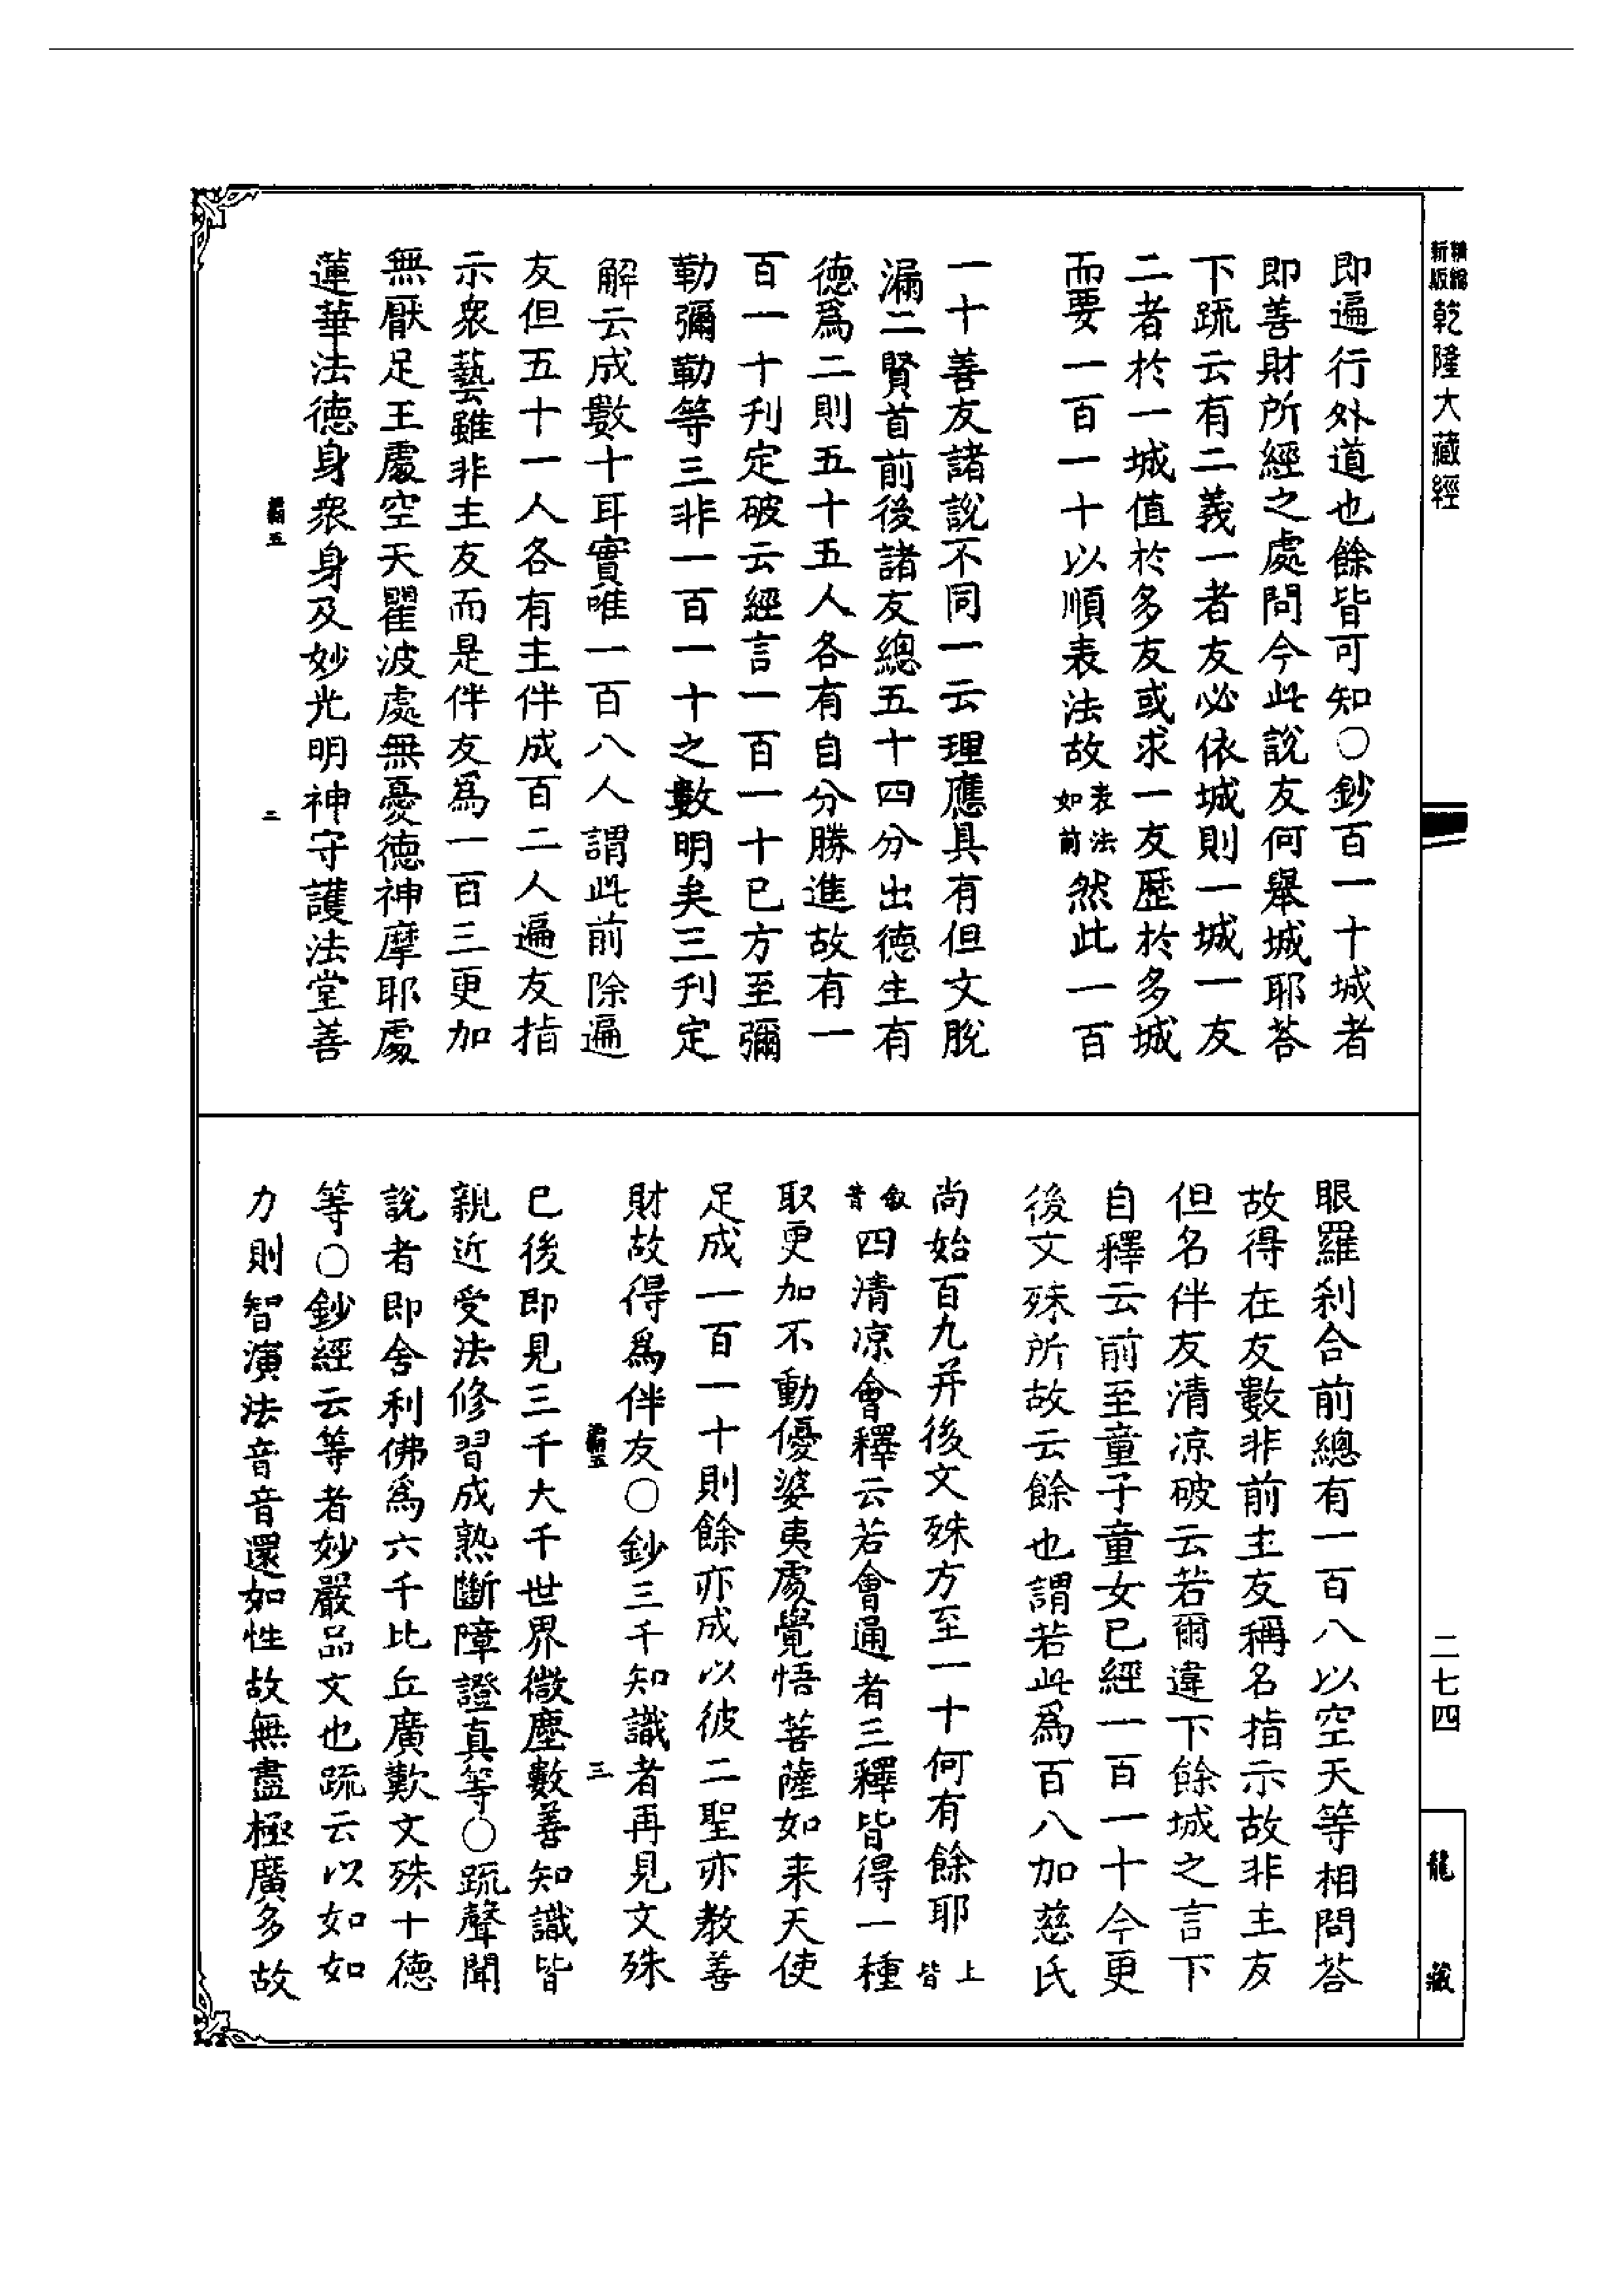 精縮新版乾隆大藏經
即遍行外道也餘皆可知○鈔百一十城者
即善財所經之處問今此說友何舉城耶荅
下疏云有二義一者友必依城則一城一友
二者於一城值於多友或求一友歷於多城
而要一百一十以順表法故表法如前然此一百
一十善友諸說不同一云理應具有但文脫
漏二賢首前後諸友總五十四分出德生有
德爲二則五十五人各有自分勝進故有一
百一十刋定破云經言一百一十已方至彌
勒彌勒等三非一百一十之數明矣三刋定
解云成數十耳實唯一百八人謂此前除遍
友但五十一人各有主伴成百二人遍友指
示衆藝雖非主友而是伴友爲一百三更加
無厭足王處空天瞿波處無憂德神摩耶處
蓮華法德身衆身及妙光明神守護法堂善
二
眼羅刹合前總有一百八以空天等相問荅
故得在友數非前主友稱名指示故非主友
但名伴友清凉破云若爾違下餘城之言下
自釋云前至童子童女已經一百一十今更
後文殊所故云餘也謂若此爲百八加慈氏
尚始百九并後文殊方至一十何有餘耶上皆
敘昔四清凉會釋云若會通者三釋皆得一種
取更加不動優婆夷處覺悟菩薩如来天使
足成一百一十則餘亦成以彼二聖亦教善
財故得爲伴友○鈔三千知識者再見文殊
三
已後即見三千大千世界微塵數善知識皆
親近受法修習成熟斷障證真等○疏聲聞
說者即舍利佛爲六千比丘廣歎文殊十德
等○鈔經云等者妙嚴品文也疏云以如如
力則智演法音音還如性故無盡極廣多故
二七四
龍藏